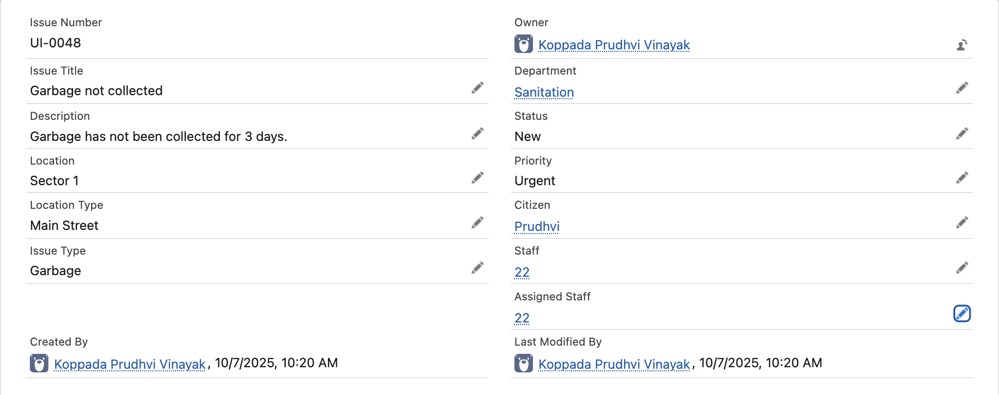 Issue Number
UI-0048
Issue Title
Garbage not collected
Description
Garbage has not been collected for 3 days.
Location
Sector 1
Location Type
Main Street
Issue Type
Garbage
Created By
Koppada Prudhvi Vinayak, 10/7/2025, 10:20 AM
Owner
Koppada Prudhvi Vinayak
Department
Sanitation
Status
New
Priority
Urgent
Citizen
Prudhvi
Staff
22
Assigned Staff
22
Last Modified By
Koppada Prudhvi Vinayak, 10/7/2025, 10:20 AM